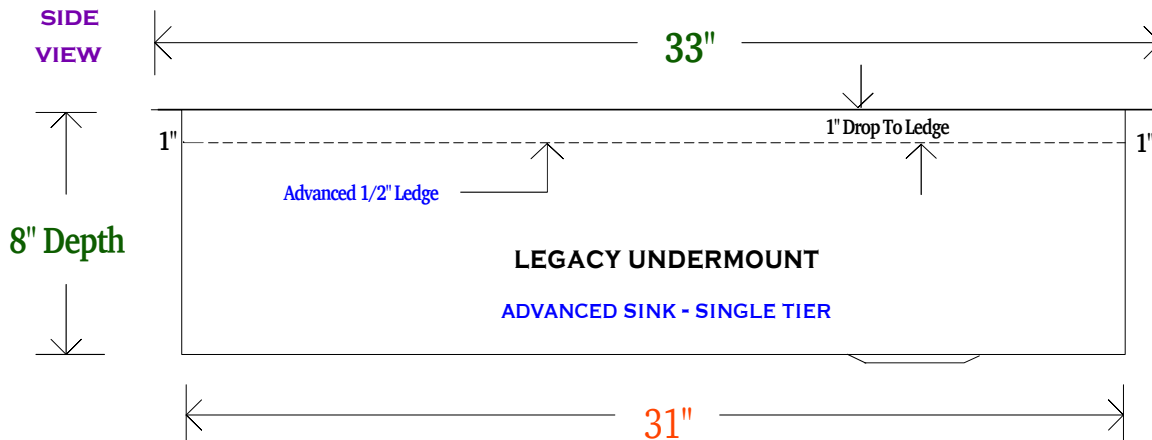 SIDE
VIEW
33"
1"
1" Drop To Ledge
1"
Advanced 1/2" Ledge
8" Depth
LEGACY UNDERMOUNT
ADVANCED SINK - SINGLE TIER
31"